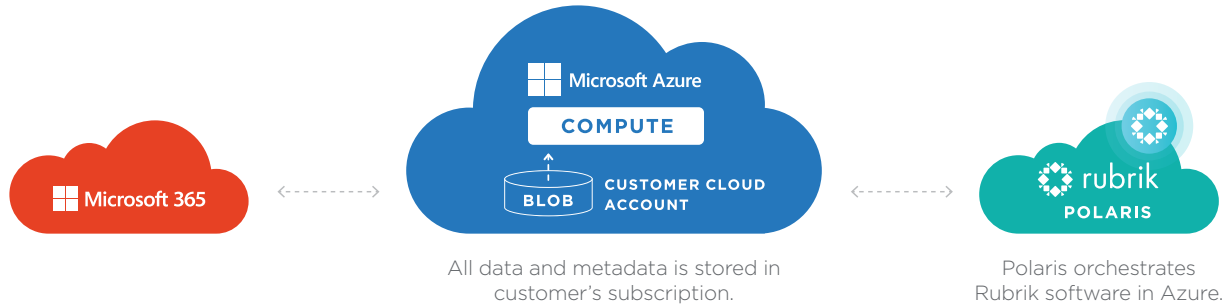 Microsoft 365
Microsoft Azure
COMPUTE
BLOB
CUSTOMER CLOUD
ACCOUNT
All data and metadata is stored in
customer’s subscription.
rubrik
POLARIS
Polaris orchestrates
Rubrik software in Azure.